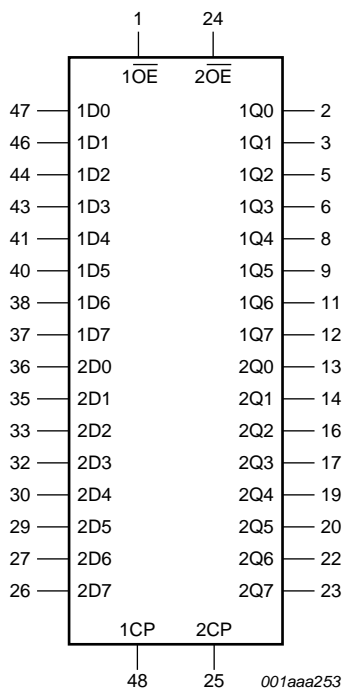 1 24
1O̅E̅ 2O̅E̅
47 1D0 1Q0 2
46 1D1 1Q1 3
44 1D2 1Q2 5
43 1D3 1Q3 6
41 1D4 1Q4 8
40 1D5 1Q5 9
38 1D6 1Q6 11
37 1D7 1Q7 12
36 2D0 2Q0 13
35 2D1 2Q1 14
33 2D2 2Q2 16
32 2D3 2Q3 17
30 2D4 2Q4 19
29 2D5 2Q5 20
27 2D6 2Q6 22
26 2D7 2Q7 23
1CP 2CP
48 25 001aaa253